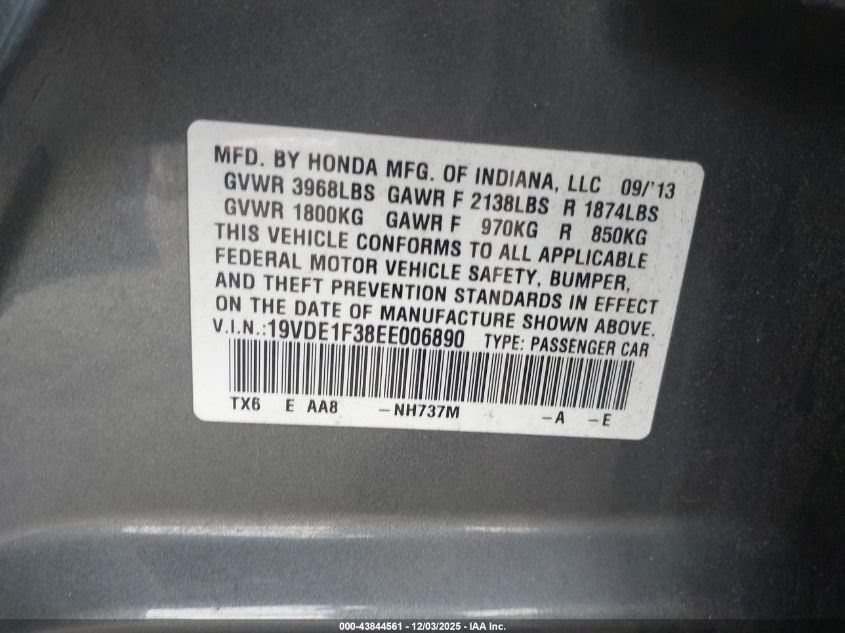 MFD. BY HONDA MFG. OF INDIANA, LLC 09/'13
GVWR 3968LBS GAWR F 2138LBS R 1874LBS
GVWR 1800KG GAWR F 970KG R 850KG
THIS VEHICLE CONFORMS TO ALL APPLICABLE
FEDERAL MOTOR VEHICLE SAFETY, BUMPER,
AND THEFT PREVENTION STANDARDS IN EFFECT
ON THE DATE OF MANUFACTURE SHOWN ABOVE.
V.I.N.:19VDE1F38EE006890 TYPE: PASSENGER CAR
TX6 E AA8 -NH737M -A -E
000-43844561 - 12/03/2025 - IAA Inc.